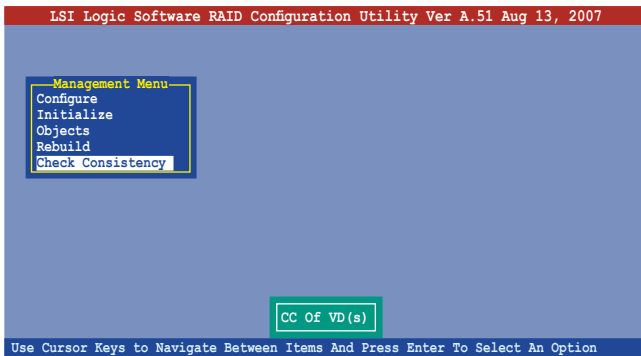 LSI Logic Software RAID Configuration Utility Ver A.51 Aug 13, 2007
Management Menu
Configure
Initialize
Objects
Rebuild
Check Consistency
CC Of VD(s)
Use Cursor Keys to Navigate Between Items And Press Enter To Select An Option